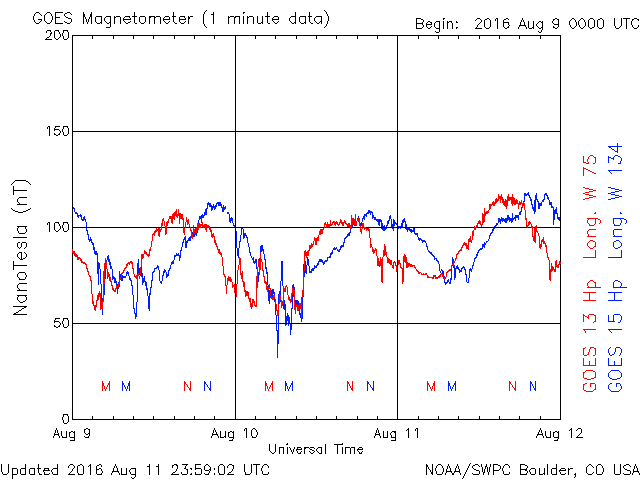 GOES Magnetometer (1 minute data)
Begin: 2016 Aug 9 0000 UTC
200
150
100
50
0
NanoTesla (nT)
M M N N M M N N M M N N
Aug 9 Aug 10 Aug 11 Aug 12
Universal Time
GOES 13 Hp Long. W 75
GOES 15 Hp Long. W 134
Updated 2016 Aug 11 23:59:02 UTC
NOAA/SWPC Boulder, CO USA